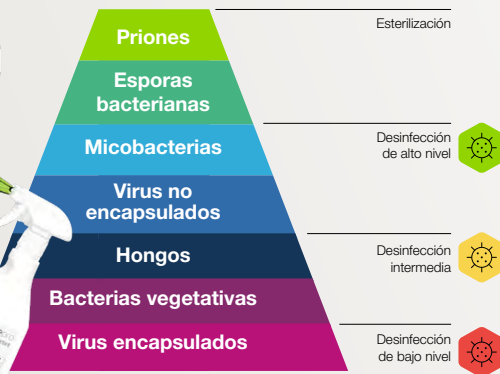 Priones
Esporas
bacterianas
Micobacterias
Virus no
encapsulados
Hongos
Bacterias vegetativas
Virus encapsulados
Esterilización
Desinfección
de alto nivel
Desinfección
intermedia
Desinfección
de bajo nivel